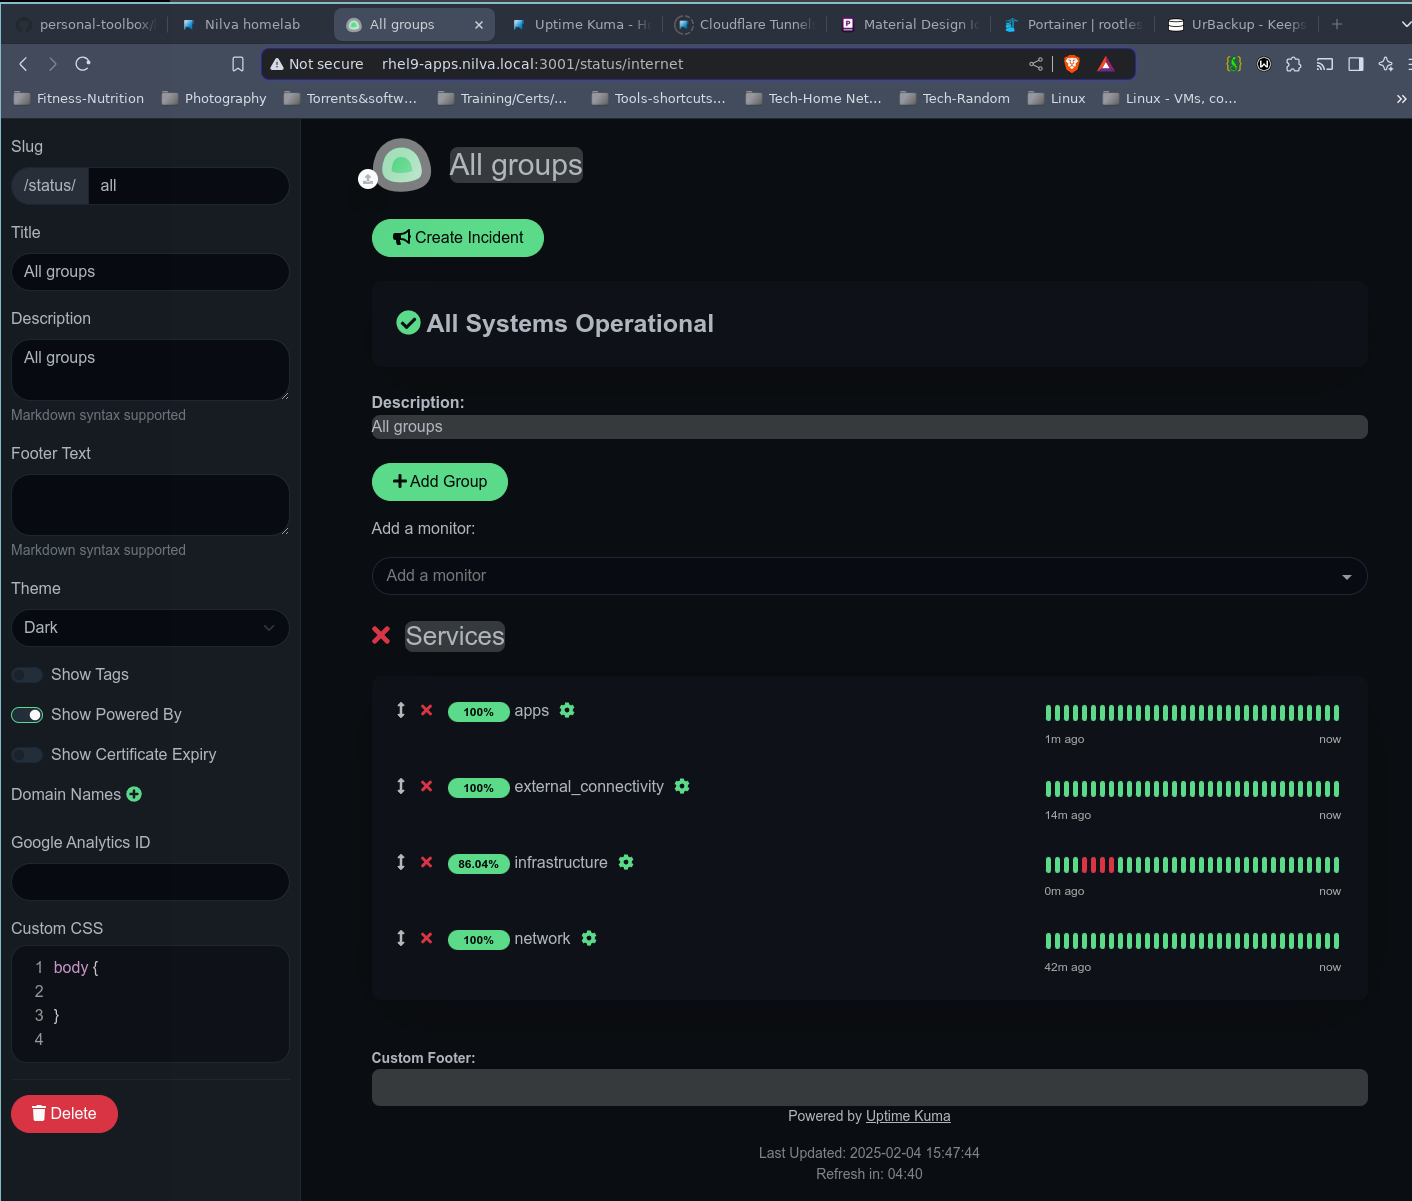 personal-toolbox/
Nilva homelab
All groups
Uptime Kuma - H
Cloudflare Tunnel
Material Design Ic
Portainer | rootles
UrBackup - Keeps
Not secure
rhel9-apps.nilva.local:3001/status/internet
Fitness-Nutrition
Photography
Torrents&softw...
Training/Certs/...
Tools-shortcuts...
Tech-Home Net...
Tech-Random
Linux
Linux - VMs, co...
»
Slug
/status/ all
Title
All groups
Description
All groups
Markdown syntax supported
Footer Text
Markdown syntax supported
Theme
Dark
Show Tags
Show Powered By
Show Certificate Expiry
Domain Names
Google Analytics ID
Custom CSS
1 body {
2
3 }
4
Delete
All groups
Create Incident
All Systems Operational
Description:
All groups
Add Group
Add a monitor:
Add a monitor
Services
100% apps
1m ago now
100% external_connectivity
14m ago now
86.04% infrastructure
0m ago now
100% network
42m ago now
Custom Footer:
Powered by Uptime Kuma
Last Updated: 2025-02-04 15:47:44
Refresh in: 04:40